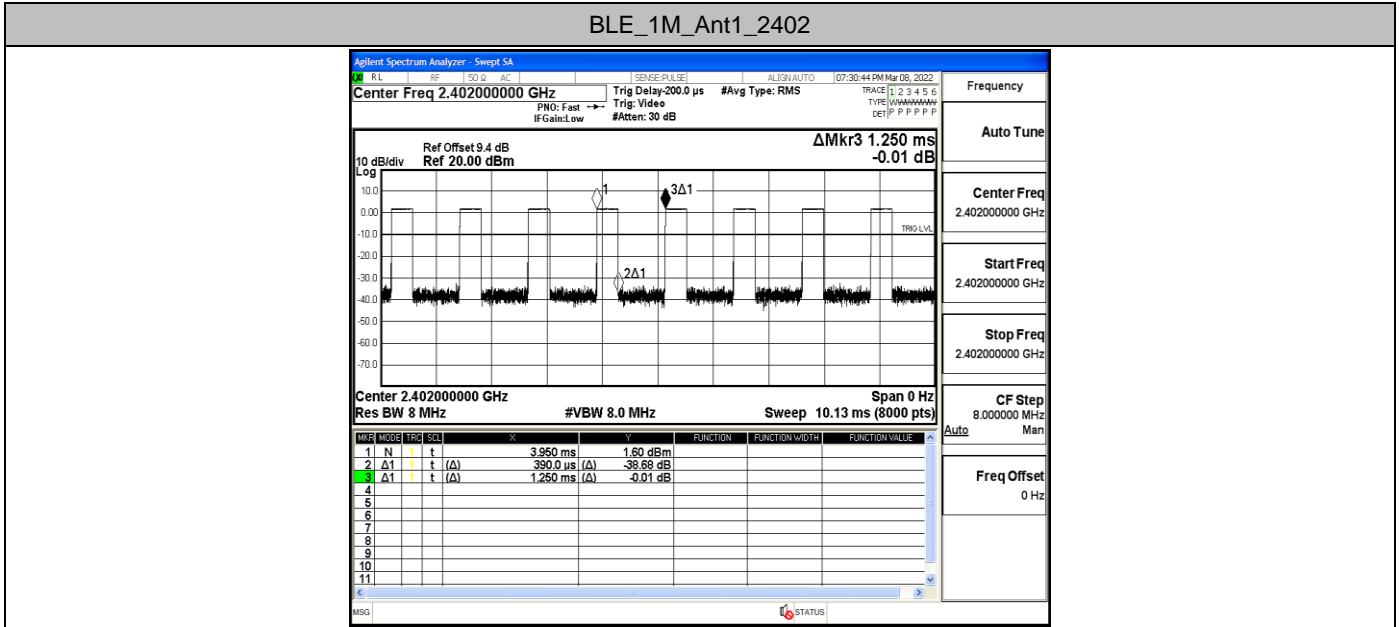 BLE_1M_Ant1_2402
Agilent Spectrum Analyzer - Swept SA
RL RF 50 Ω AC SENSE:PULSE ALIGN AUTO 07:30:44 PM Mar 08, 2022
Center Freq 2.402000000 GHz
PNO: Fast
IFGain:Low
Trig Delay-200.0 µs
Trig: Video
#Atten: 30 dB
#Avg Type: RMS
TRACE 1 2 3 4 5 6
TYPE
DET P P P P P P
ΔMkr3 1.250 ms
-0.01 dB
Ref Offset 9.4 dB
10 dB/div Ref 20.00 dBm
Log
10.0
0.00
-10.0
-20.0
-30.0
-40.0
-50.0
-60.0
-70.0
1
3Δ1
TRIG LVL
2Δ1
Center 2.402000000 GHz Span 0 Hz
Res BW 8 MHz #VBW 8.0 MHz Sweep 10.13 ms (8000 pts)
MKR MODE TRC SCL X Y FUNCTION FUNCTION WIDTH FUNCTION VALUE
1 N 1 t 3.950 ms 1.60 dBm
2 Δ1 1 t (Δ) 390.0 µs (Δ) -38.68 dB
3 Δ1 1 t (Δ) 1.250 ms (Δ) -0.01 dB
4
5
6
7
8
9
10
11
MSG STATUS
Frequency
Auto Tune
Center Freq
2.402000000 GHz
Start Freq
2.402000000 GHz
Stop Freq
2.402000000 GHz
CF Step
8.000000 MHz
Auto Man
Freq Offset
0 Hz